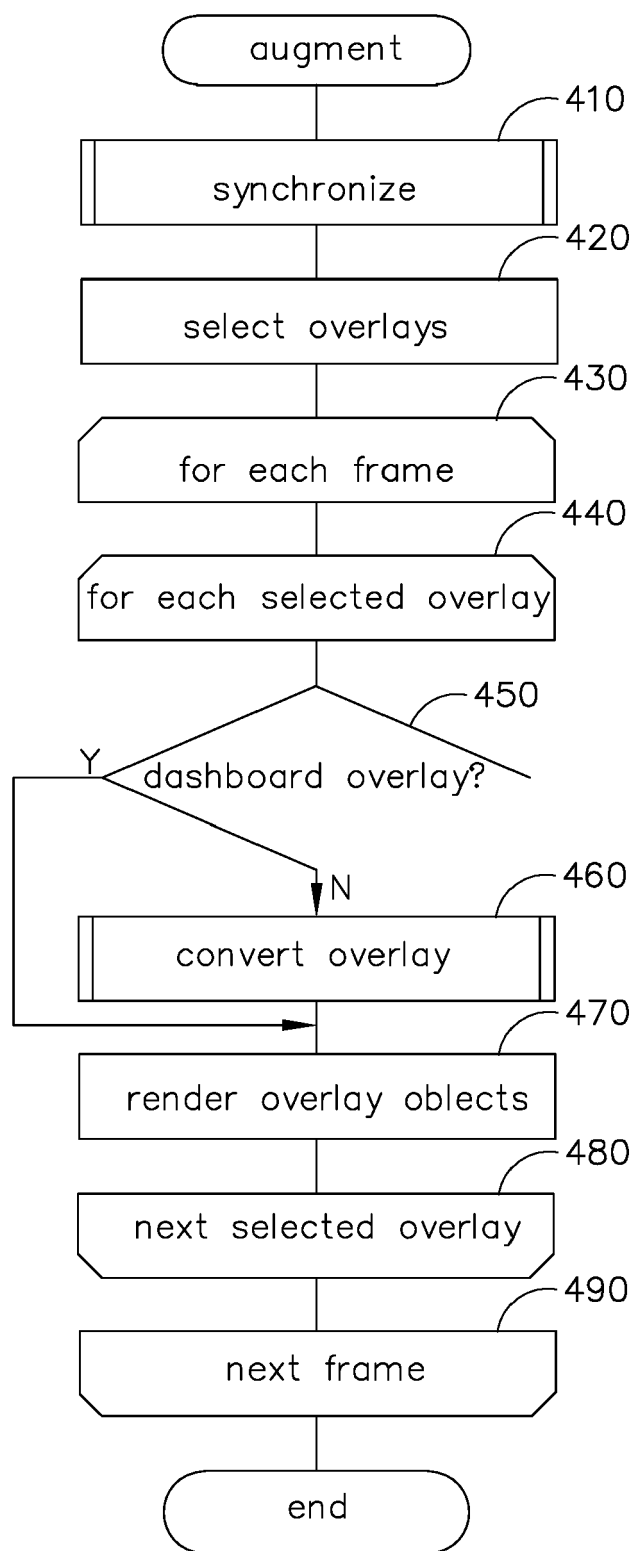 augment
410
synchronize
420
select overlays
430
for each frame
440
for each selected overlay
450
Y
dashboard overlay?
N
460
convert overlay
470
render overlay oblects
480
next selected overlay
490
next frame
end